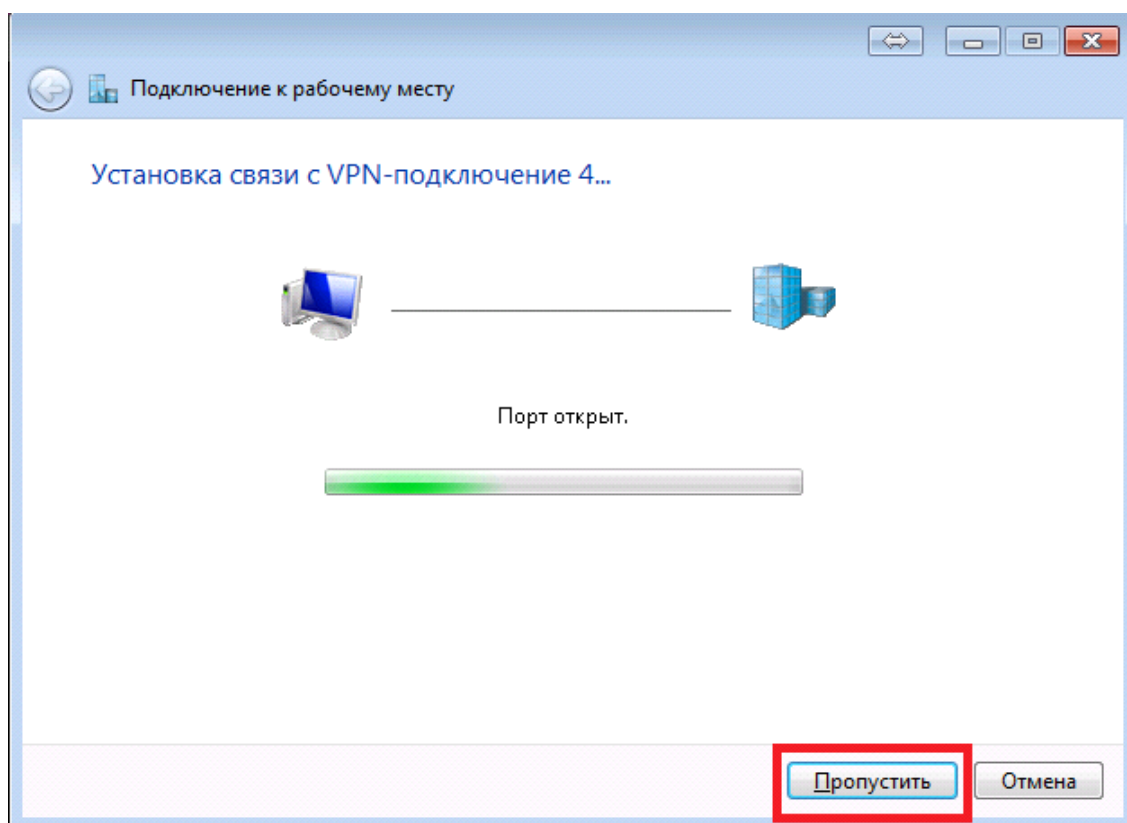 Подключение к рабочему месту
Установка связи с VPN-подключение 4...
Порт открыт.
Пропустить
Отмена